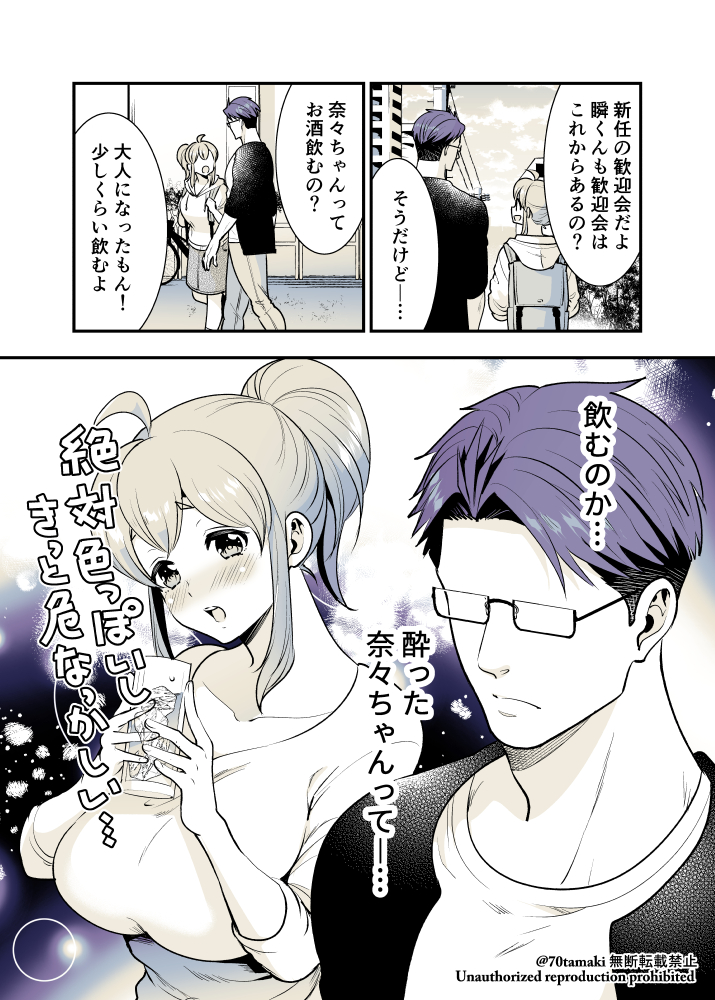 新任の歓迎会だよ
瞬くんも歓迎会は
これからあるの?
そうだけど―…
奈々ちゃんって
お酒飲むの?
大人になったもん!
少しくらい飲むよ
飲むのか…
酔った
奈々ちゃんって―…
絶対色っぽいし
きっと危なっかしい…
@70tamaki 無断転載禁止
Unauthorized reproduction prohibited